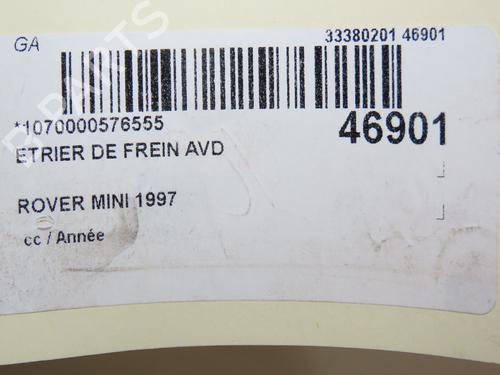 GA
33380201 46901
*1070000576555
46901
ETRIER DE FREIN AVD
ROVER MINI 1997
cc / Année